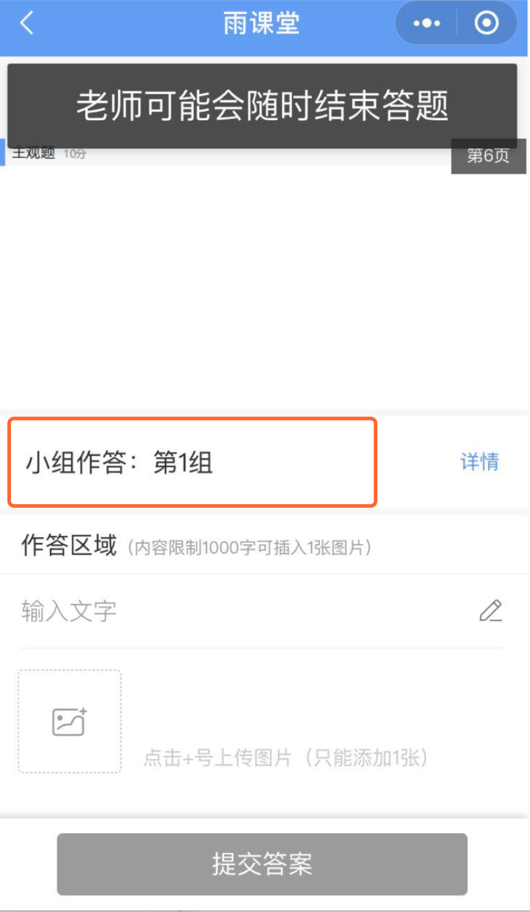 雨课堂
老师可能会随时结束答题
主观题 10分
第6页
小组作答：第1组
详情
作答区域（内容限制1000字可插入1张图片）
输入文字
点击+号上传图片（只能添加1张）
提交答案